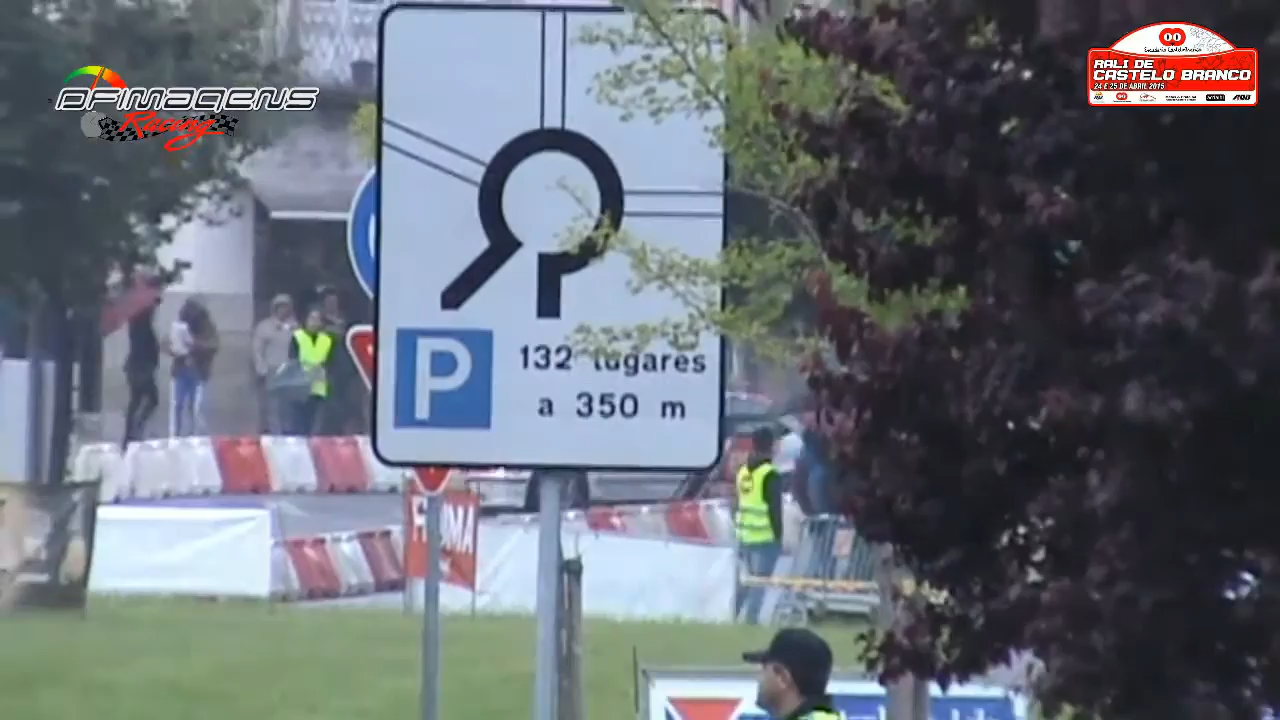 DFIMAGENS
Racing
RALI DE
CASTELO BRANCO
24 E 25 DE ABRIL 2015
P
132 lugares
a 350 m